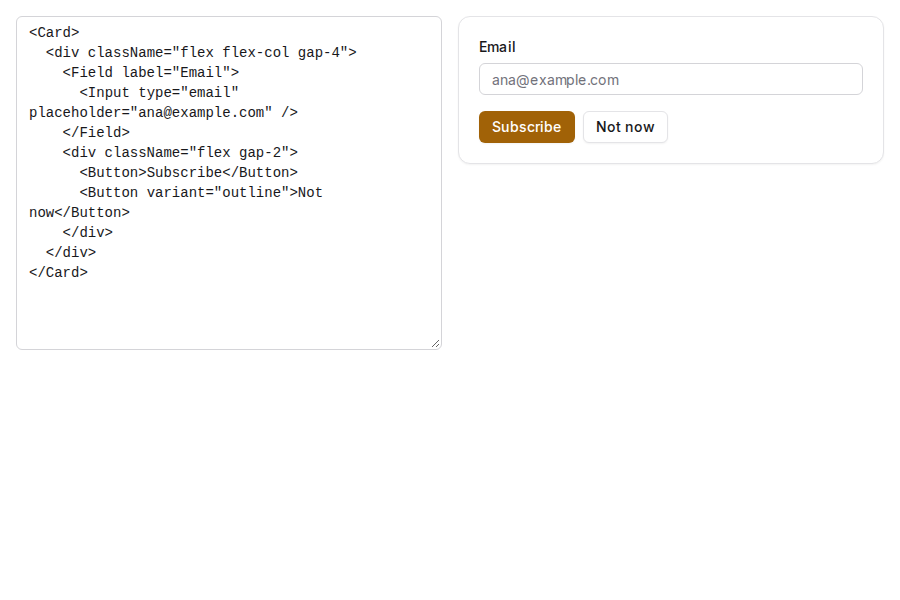 <Card>
  <div className="flex flex-col gap-4">
    <Field label="Email">
      <Input type="email"
placeholder="ana@example.com" />
    </Field>
    <div className="flex gap-2">
      <Button>Subscribe</Button>
      <Button variant="outline">Not
now</Button>
    </div>
  </div>
</Card>
Email
ana@example.com
Subscribe Not now